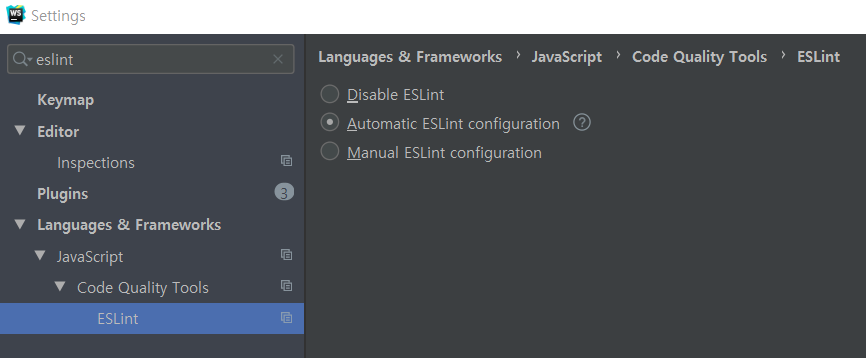 WS
Settings
eslint
Keymap
Editor
Inspections
Plugins
3
Languages & Frameworks
JavaScript
Code Quality Tools
ESLint
Languages & Frameworks › JavaScript › Code Quality Tools › ESLint
Disable ESLint
Automatic ESLint configuration ?
Manual ESLint configuration